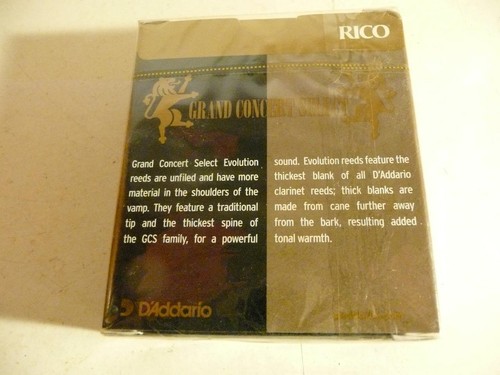 RICO
GRAND CONCERT SELECT
Grand Concert Select Evolution
reeds are unfiled and have more
material in the shoulders of the
vamp. They feature a traditional
tip and the thickest spine of
the GCS family, for a powerful
sound. Evolution reeds feature the
thickest blank of all D'Addario
clarinet reeds; thick blanks are
made from cane further away
from the bark, resulting added
tonal warmth.
D'Addario